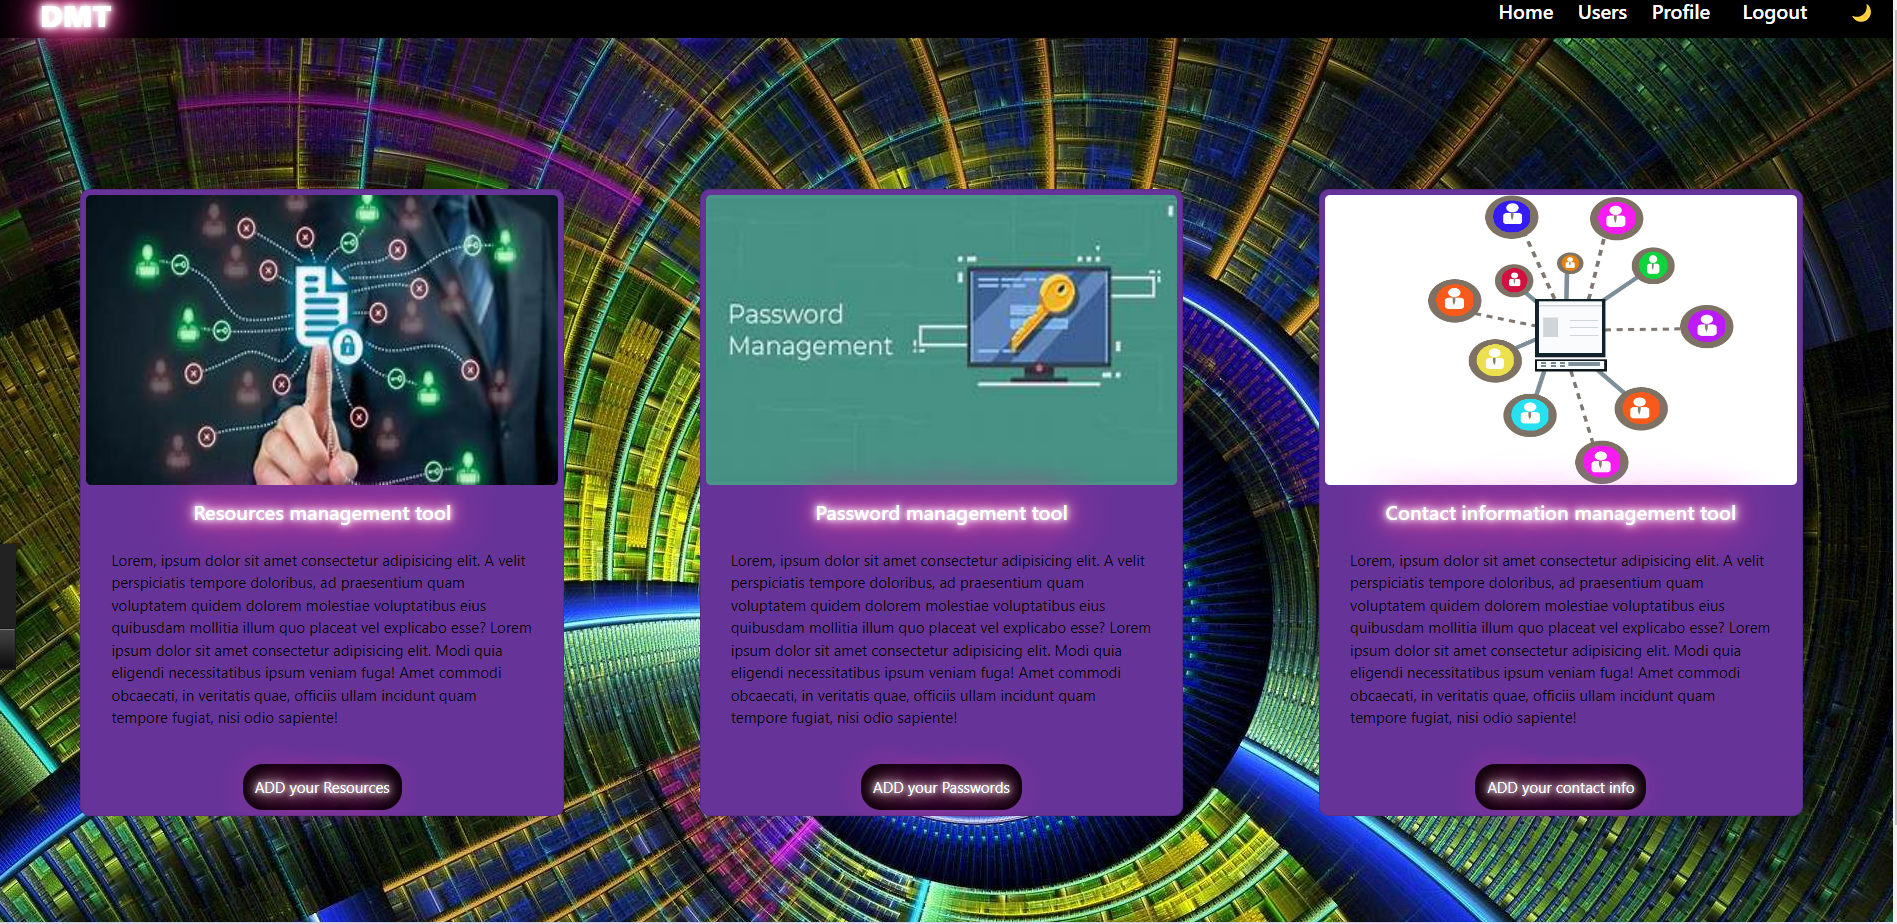 DMT
Home Users Profile Logout
Password
Management
Resources management tool
Lorem, ipsum dolor sit amet consectetur adipisicing elit. A velit
perspiciatis tempore doloribus, ad praesentium quam
voluptatem quidem dolorem molestiae voluptatibus eius
quibusdam mollitia illum quo placeat vel explicabo esse? Lorem
ipsum dolor sit amet consectetur adipisicing elit. Modi quia
eligendi necessitatibus ipsum veniam fuga! Amet commodi
obcaecati, in veritatis quae, officiis ullam incidunt quam
tempore fugiat, nisi odio sapiente!
ADD your Resources
Password management tool
Lorem, ipsum dolor sit amet consectetur adipisicing elit. A velit
perspiciatis tempore doloribus, ad praesentium quam
voluptatem quidem dolorem molestiae voluptatibus eius
quibusdam mollitia illum quo placeat vel explicabo esse? Lorem
ipsum dolor sit amet consectetur adipisicing elit. Modi quia
eligendi necessitatibus ipsum veniam fuga! Amet commodi
obcaecati, in veritatis quae, officiis ullam incidunt quam
tempore fugiat, nisi odio sapiente!
ADD your Passwords
Contact information management tool
Lorem, ipsum dolor sit amet consectetur adipisicing elit. A velit
perspiciatis tempore doloribus, ad praesentium quam
voluptatem quidem dolorem molestiae voluptatibus eius
quibusdam mollitia illum quo placeat vel explicabo esse? Lorem
ipsum dolor sit amet consectetur adipisicing elit. Modi quia
eligendi necessitatibus ipsum veniam fuga! Amet commodi
obcaecati, in veritatis quae, officiis ullam incidunt quam
tempore fugiat, nisi odio sapiente!
ADD your contact info